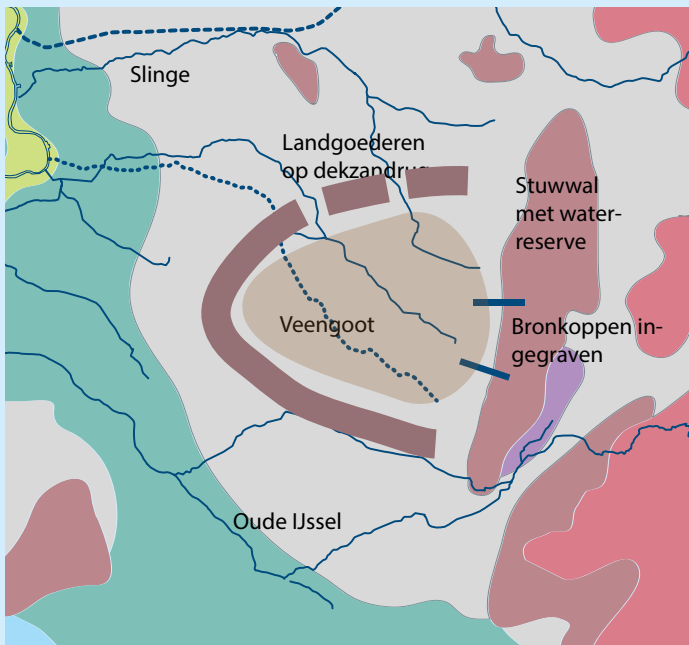 Slinge
Landgoederen
op dekzandrug
Stuwwal
met water-
reserve
Veengoot
Bronkoppen in-
gegraven
Oude IJssel